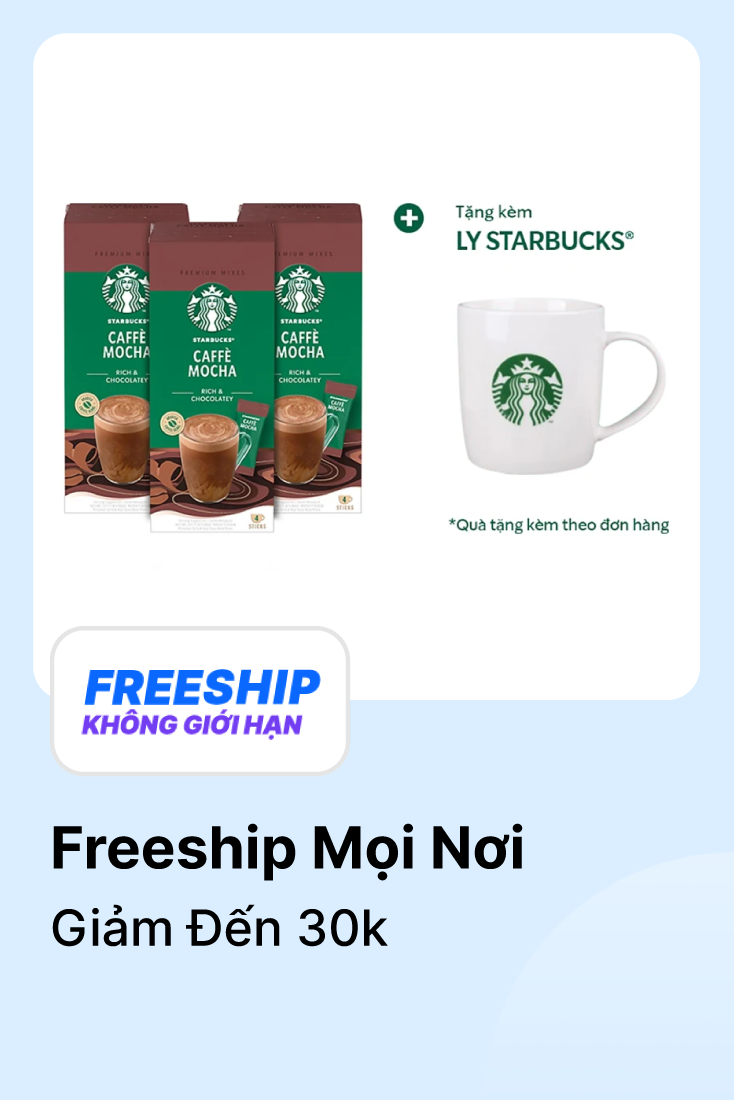 PREMIUM MIXES
STARBUCKS®
CAFFÈ
MOCHA
RICH &
CHOCOLATEY
PREMIUM MIXES
STARBUCKS®
CAFFÈ
MOCHA
RICH &
CHOCOLATEY
CAFFÈ
MOCHA
4
STICKS
PREMIUM MIXES
STARBUCKS®
CAFFÈ
MOCHA
RICH &
CHOCOLATEY
CAFFÈ
MOCHA
4
STICKS
Tặng kèm
LY STARBUCKS®
*Quà tặng kèm theo đơn hàng
FREESHIP
KHÔNG GIỚI HẠN
Freeship Mọi Nơi
Giảm Đến 30k